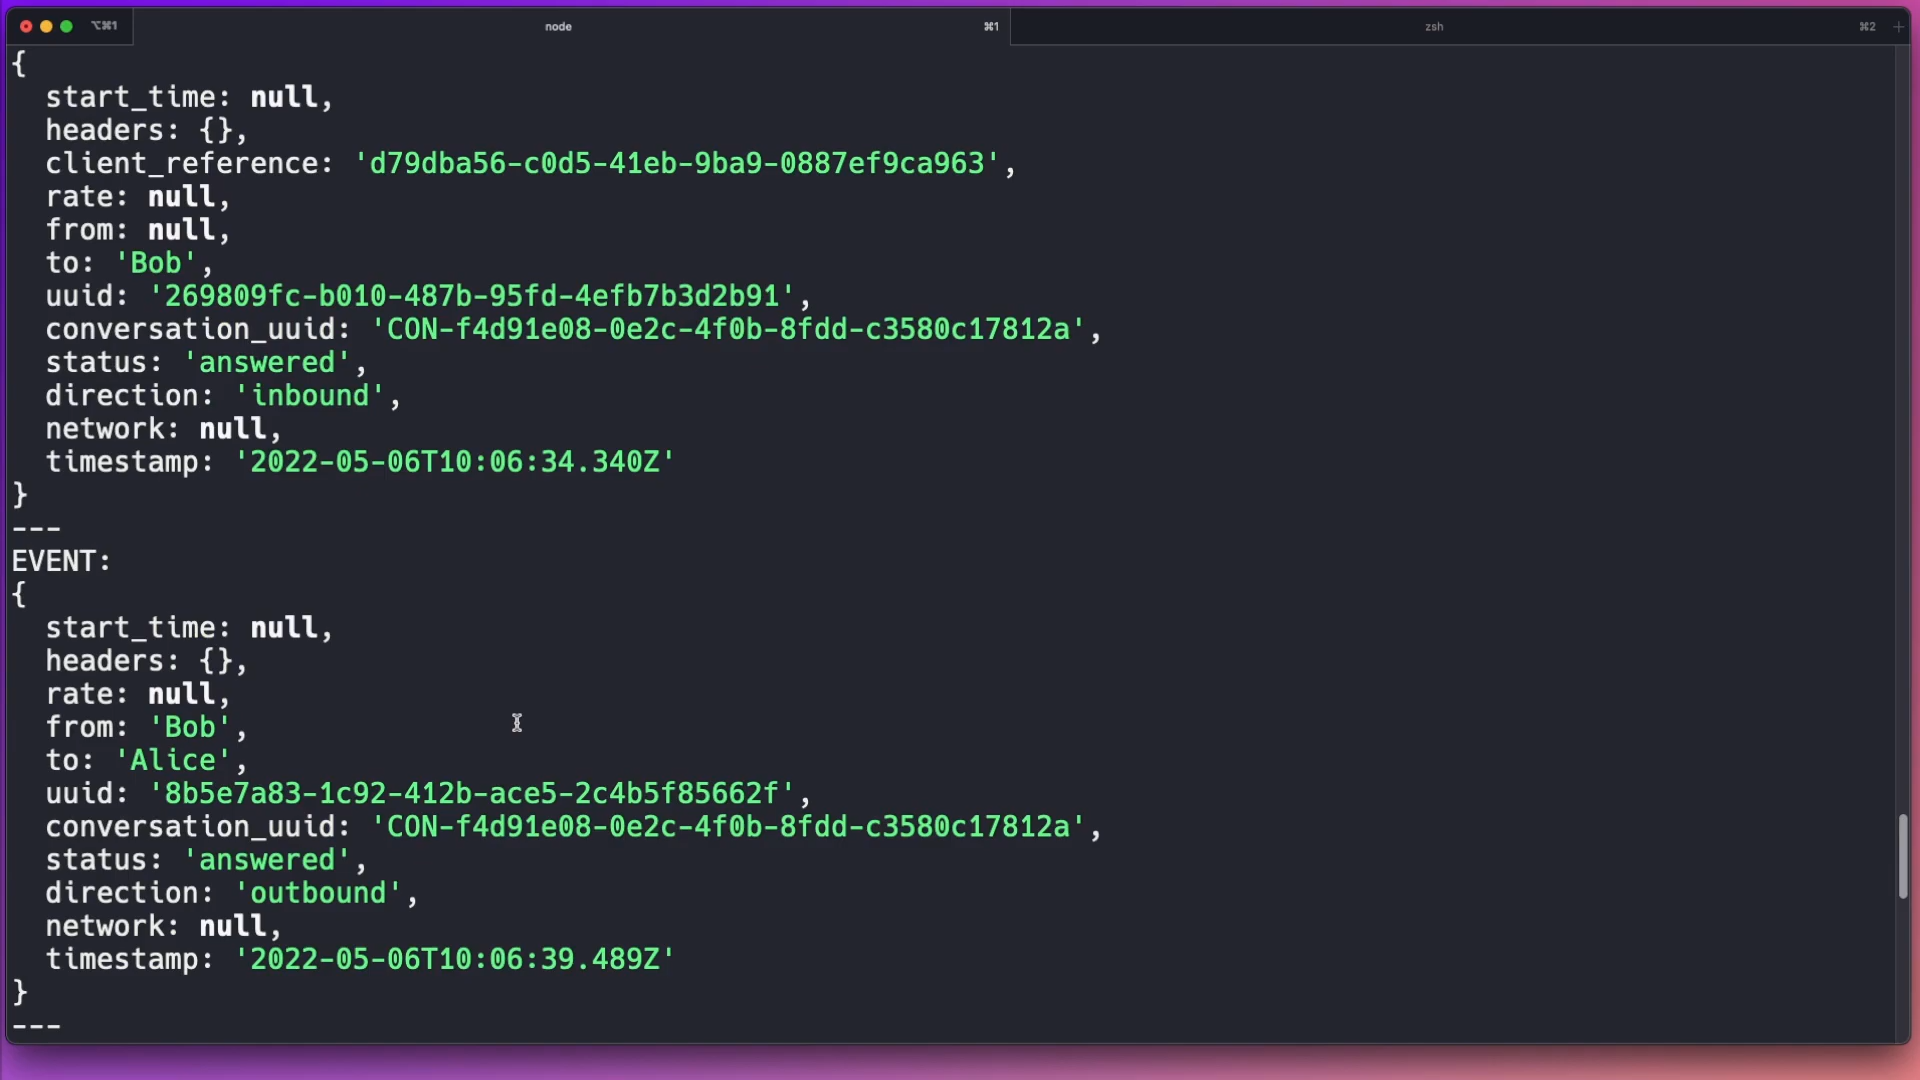 ⌥⌘1
node
⌘1
zsh
⌘2
+
{
start_time: null,
headers: {},
client_reference: 'd79dba56-c0d5-41eb-9ba9-0887ef9ca963',
rate: null,
from: null,
to: 'Bob',
uuid: '269809fc-b010-487b-95fd-4efb7b3d2b91',
conversation_uuid: 'CON-f4d91e08-0e2c-4f0b-8fdd-c3580c17812a',
status: 'answered',
direction: 'inbound',
network: null,
timestamp: '2022-05-06T10:06:34.340Z'
}
---
EVENT:
{
start_time: null,
headers: {},
rate: null,
from: 'Bob',
to: 'Alice',
uuid: '8b5e7a83-1c92-412b-ace5-2c4b5f85662f',
conversation_uuid: 'CON-f4d91e08-0e2c-4f0b-8fdd-c3580c17812a',
status: 'answered',
direction: 'outbound',
network: null,
timestamp: '2022-05-06T10:06:39.489Z'
}
---